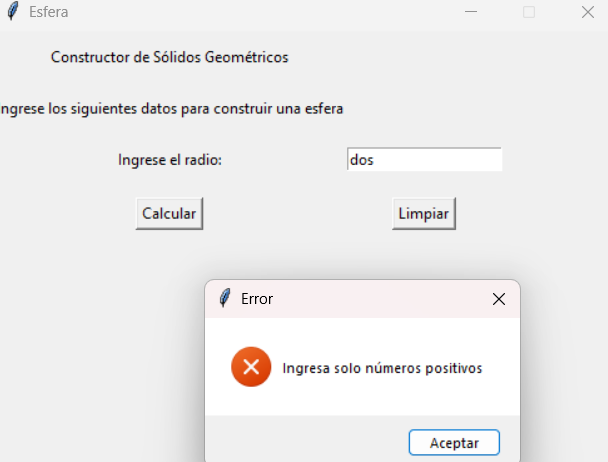 Esfera
Constructor de Sólidos Geométricos
ngrese los siguientes datos para construir una esfera
Ingrese el radio:
dos
Calcular
Limpiar
Error
Ingresa solo números positivos
Aceptar